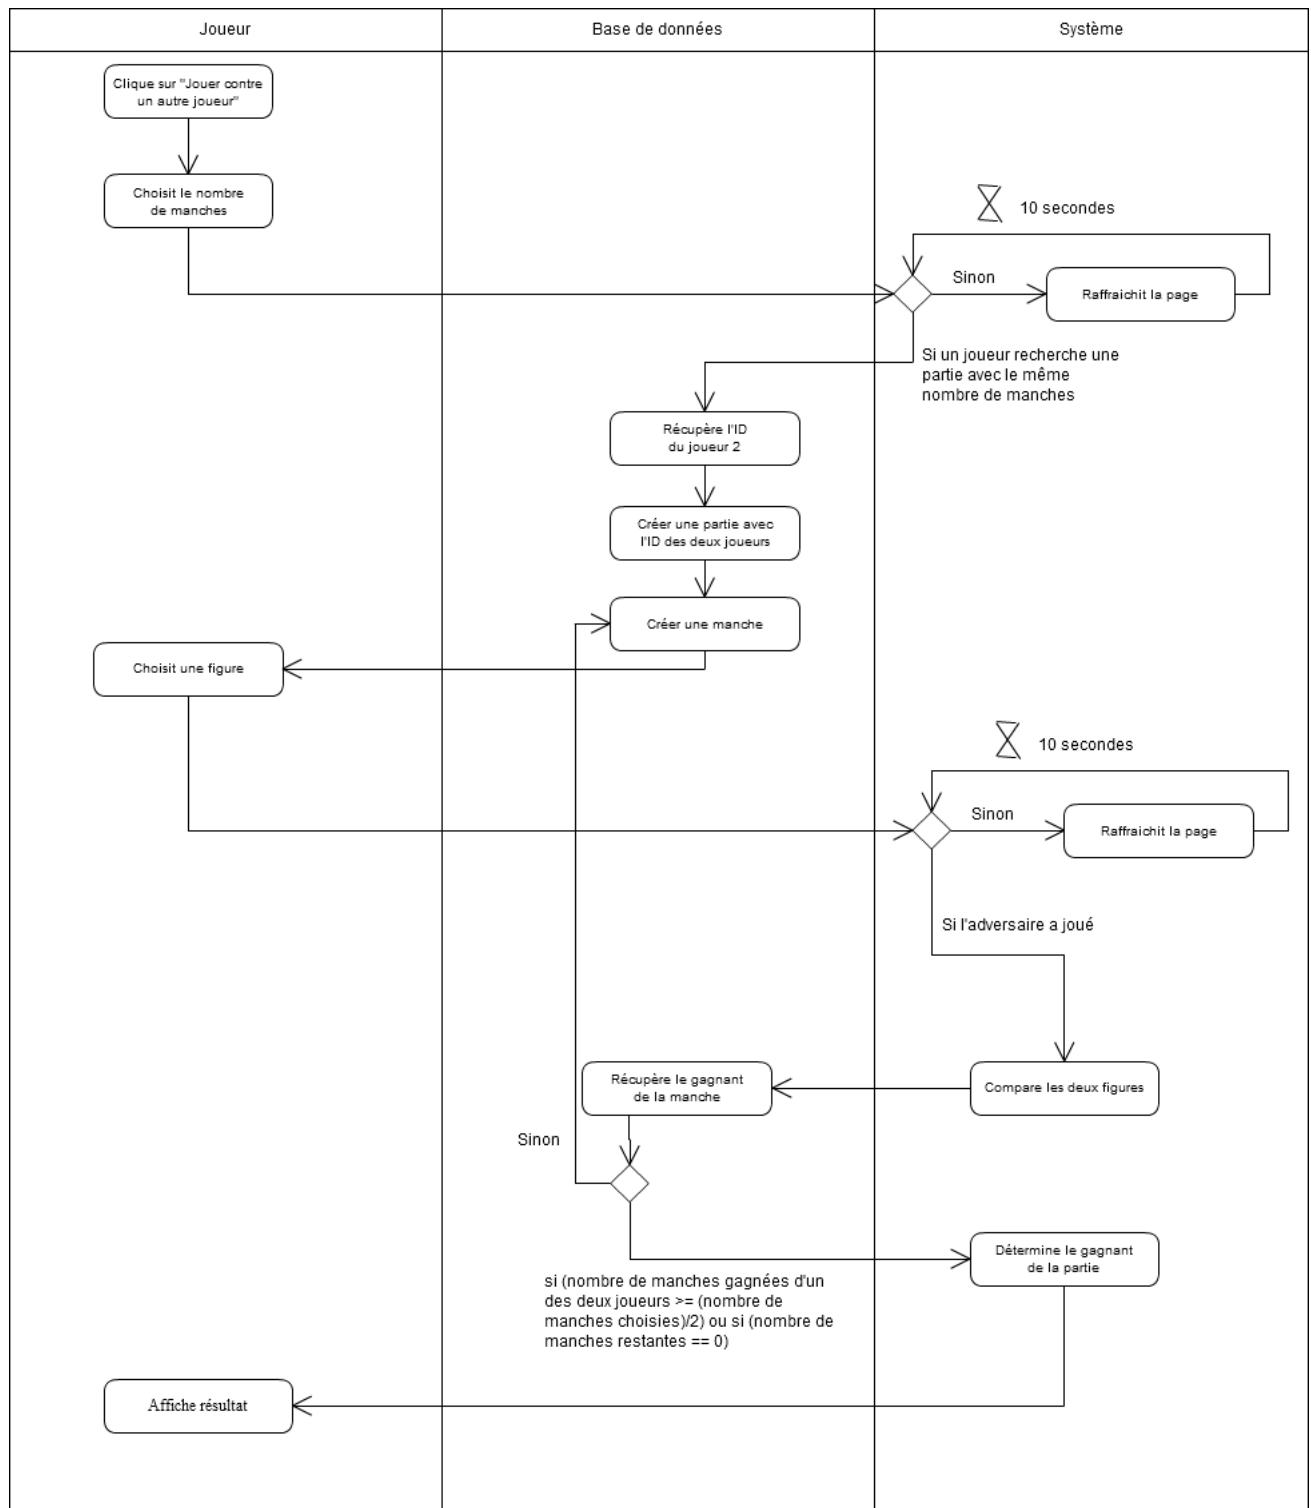 Joueur
Base de données
Système
Clique sur "Jouer contre
un autre joueur"
Choisit le nombre
de manches
10 secondes
Sinon
Raffraichit la page
Si un joueur recherche une
partie avec le même
nombre de manches
Récupère l'ID
du joueur 2
Créer une partie avec
l'ID des deux joueurs
Créer une manche
Choisit une figure
10 secondes
Sinon
Raffraichit la page
Si l'adversaire a joué
Récupère le gagnant
de la manche
Compare les deux figures
Sinon
Détermine le gagnant
de la partie
si (nombre de manches gagnées d'un
des deux joueurs >= (nombre de
manches choisies)/2) ou si (nombre de
manches restantes == 0)
Affiche résultat